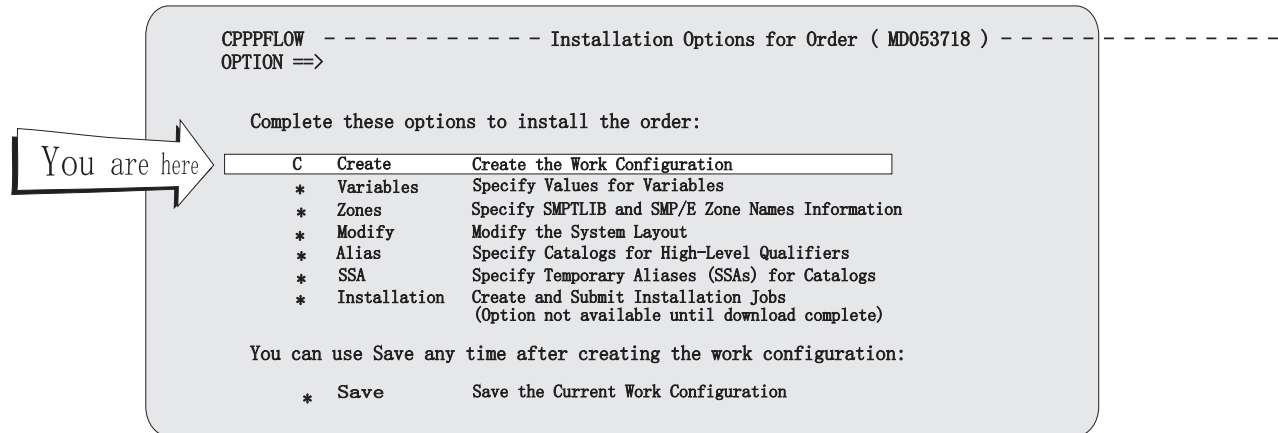 CPPPFLOW - - - - - - - - - - - Installation Options for Order ( MD053718 ) - - - - - - - - - - - - - - -
OPTION ==>
Complete these options to install the order:
You are here
C Create Create the Work Configuration
* Variables Specify Values for Variables
* Zones Specify SMPTLIB and SMP/E Zone Names Information
* Modify Modify the System Layout
* Alias Specify Catalogs for High-Level Qualifiers
* SSA Specify Temporary Aliases (SSAs) for Catalogs
* Installation Create and Submit Installation Jobs
(Option not available until download complete)
You can use Save any time after creating the work configuration:
* Save Save the Current Work Configuration